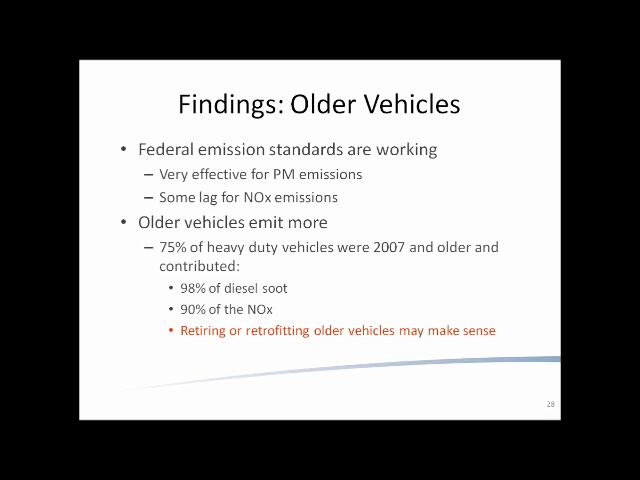 Findings: Older Vehicles
• Federal emission standards are working
– Very effective for PM emissions
– Some lag for NOx emissions
• Older vehicles emit more
– 75% of heavy duty vehicles were 2007 and older and
contributed:
• 98% of diesel soot
• 90% of the NOx
• Retiring or retrofitting older vehicles may make sense
28